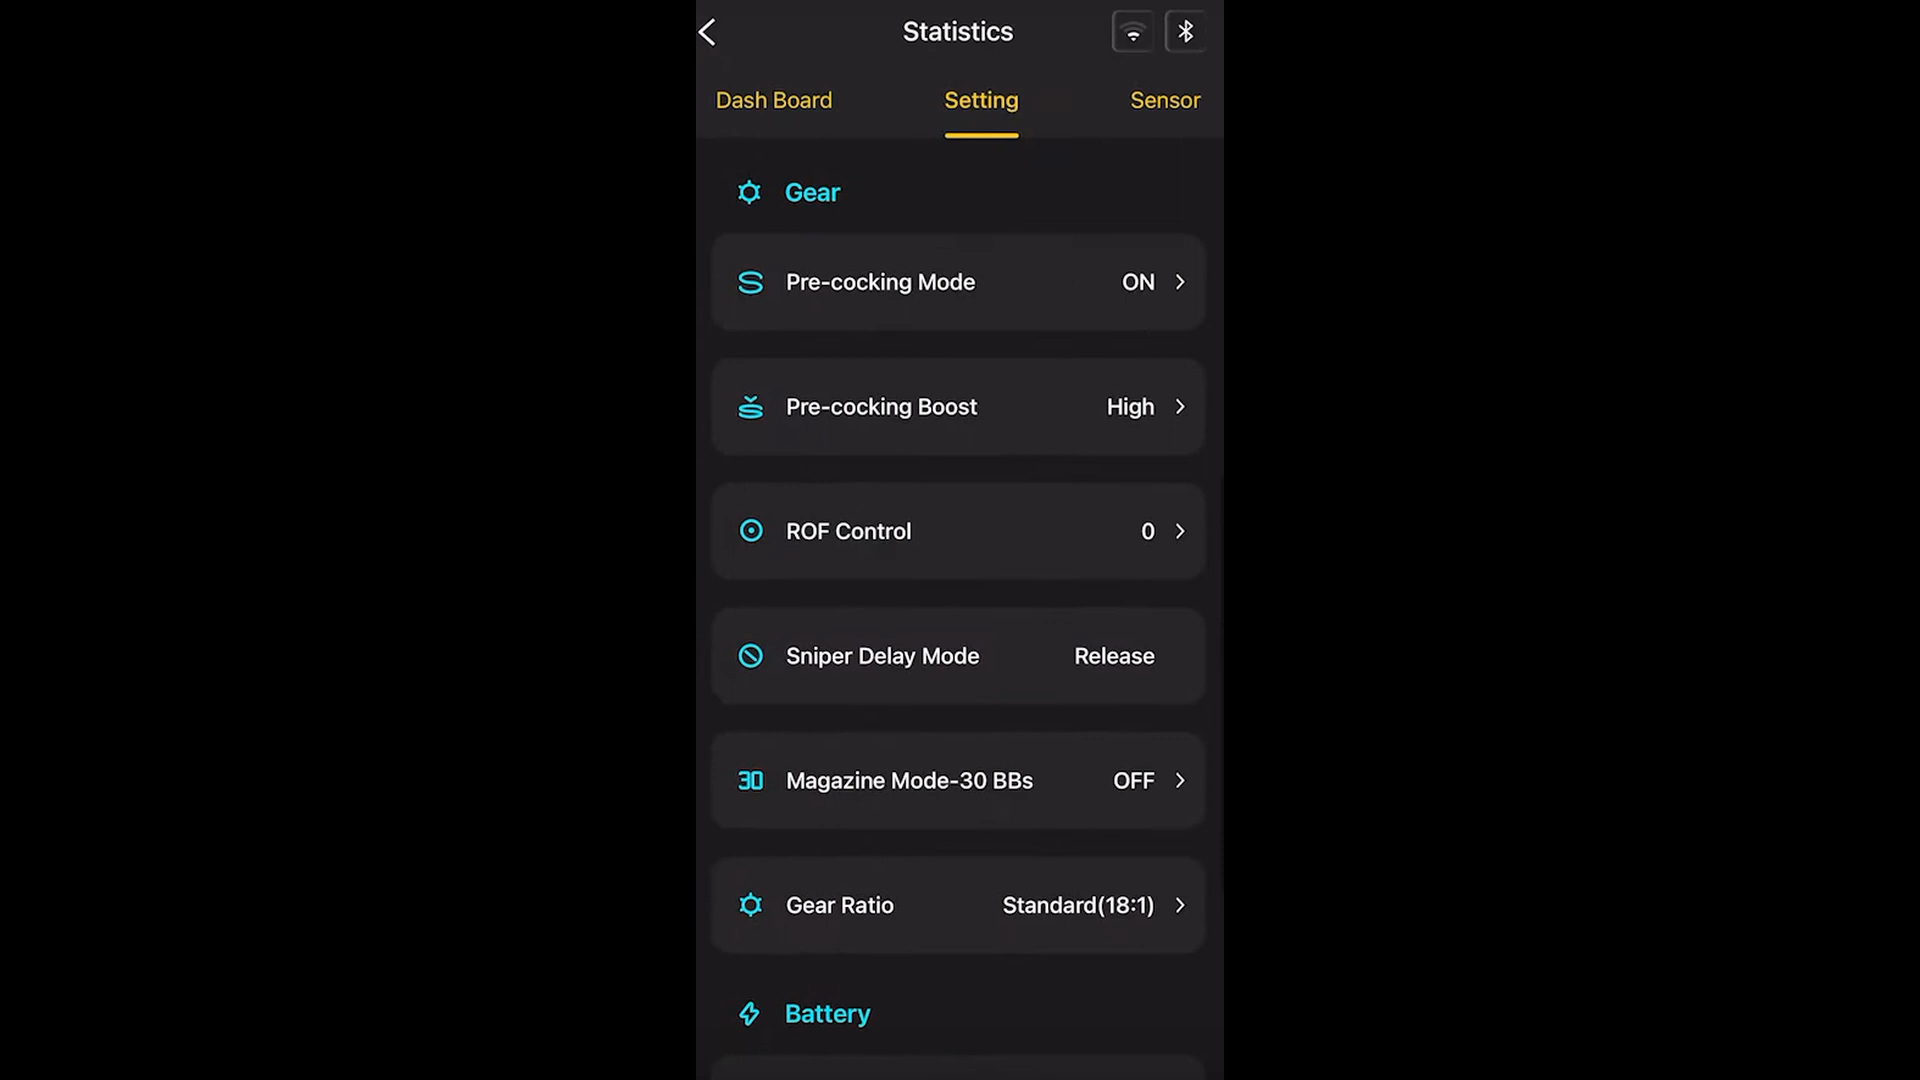 Statistics
Dash Board
Setting
Sensor
Gear
Pre-cocking Mode ON
Pre-cocking Boost High
ROF Control 0
Sniper Delay Mode Release
30 Magazine Mode-30 BBs OFF
Gear Ratio Standard(18:1)
Battery